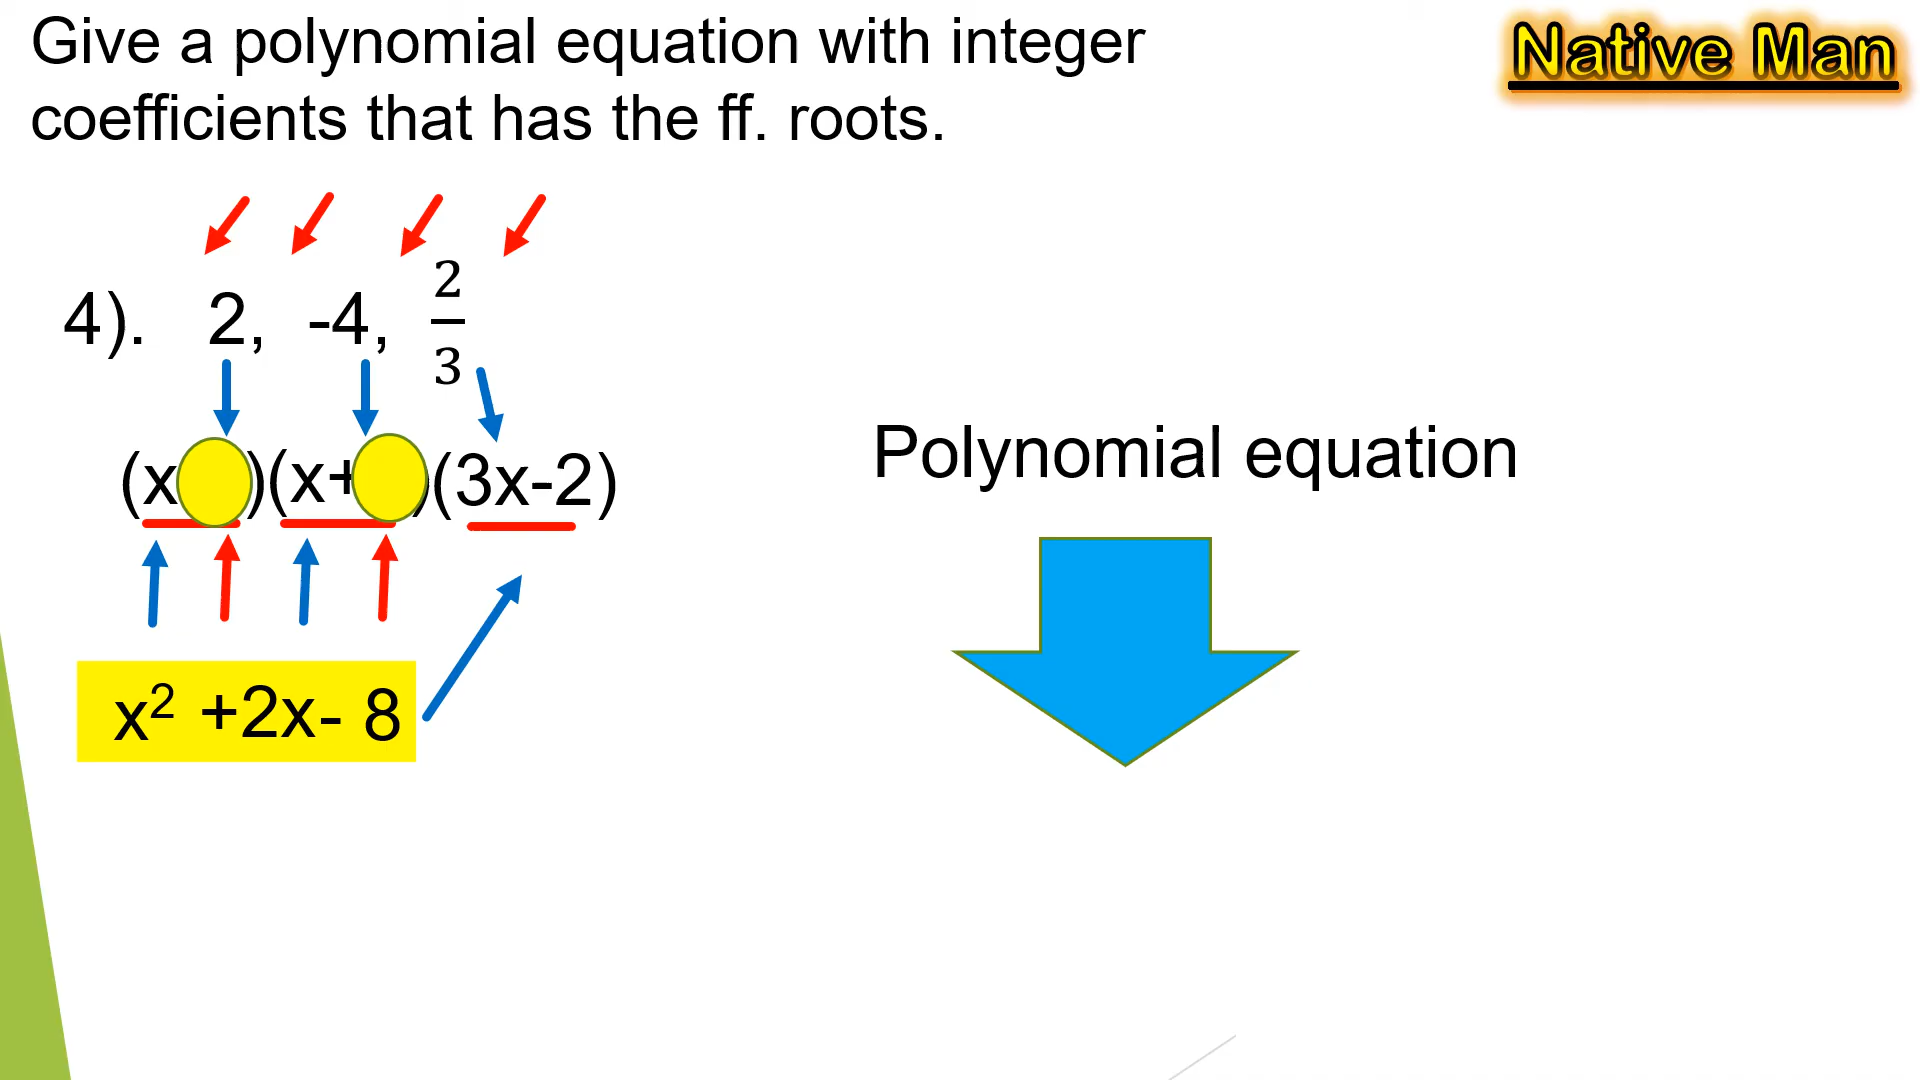 Give a polynomial equation with integer
Native Man
coefficients that has the ff. roots.
4). 2, -4, 2/3
(x )(x+ )(3x-2)
Polynomial equation
x² +2x- 8